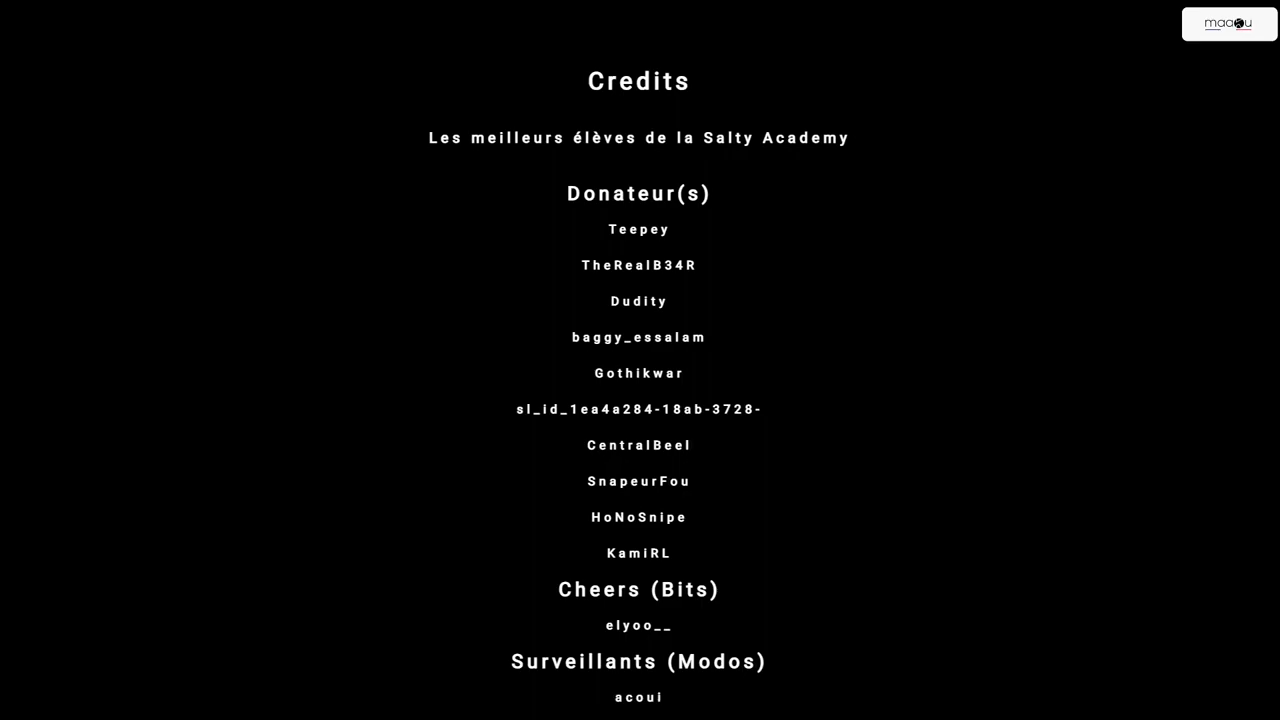 Credits
Les meilleurs élèves de la Salty Academy
Donateur(s)
Teepey
TheRealB34R
Dudity
baggy_essalam
Gothikwar
sl_id_1ea4a284-18ab-3728-
CentralBeel
SnapeurFou
HoNoSnipe
KamiRL
Cheers (Bits)
elyoo__
Surveillants (Modos)
acoui